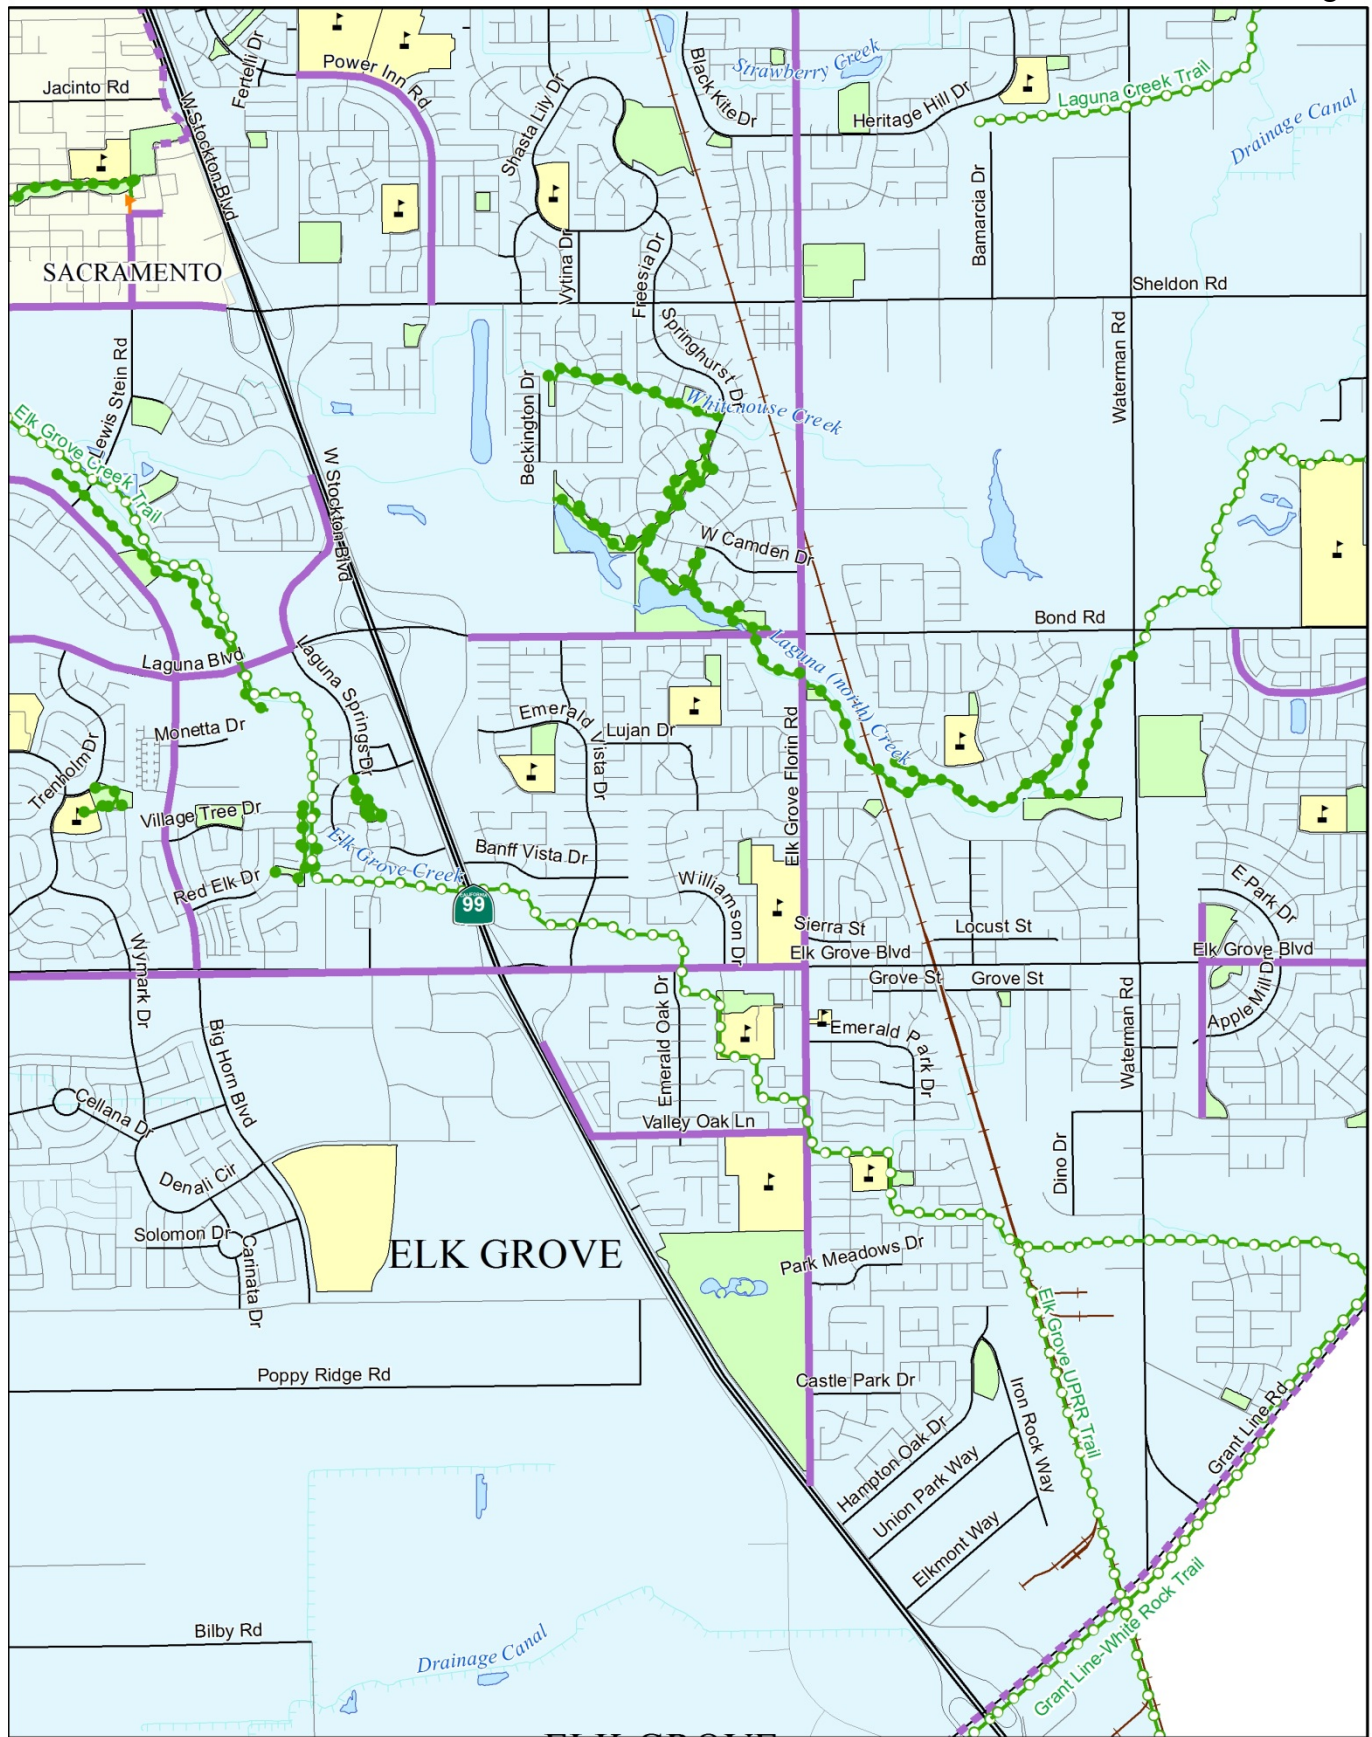 g
Fertelli Dr
Power Inn Rd
Black Kite Dr
Strawberry Creek
Jacinto Rd
W Stockton Blvd
Shasta Lily Dr
Heritage Hill Dr
Laguna Creek Trail
Drainage Canal
Bamarcia Dr
SACRAMENTO
Vytina Dr
Freesia Dr
Sheldon Rd
Lewis Stein Rd
Springhurst Dr
Waterman Rd
Beckington Dr
Whitehouse Creek
Elk Grove Creek Trail
W Stockton Blvd
W Camden Dr
Bond Rd
Laguna Blvd
Laguna Springs Dr
Laguna (north) Creek
Monetta Dr
Emerald Vista Dr
Lujan Dr
Elk Grove Florin Rd
Trenholm Dr
Village Tree Dr
Elk Grove Creek
Banff Vista Dr
Red Elk Dr
Williamson Dr
E Park Dr
CALIFORNIA
99
Sierra St
Locust St
Elk Grove Blvd
Elk Grove Blvd
Wymark Dr
Grove St
Grove St
Emerald Oak Dr
Waterman Rd
Apple Mill Dr
Big Horn Blvd
Emerald Park Dr
Cellana Dr
Valley Oak Ln
Dino Dr
Denali Cir
Solomon Dr
Carinata Dr
ELK GROVE
Park Meadows Dr
Elk Grove UPRR Trail
Poppy Ridge Rd
Castle Park Dr
Iron Rock Way
Grant Line Rd
Hampton Oak Dr
Union Park Way
Elkmont Way
Bilby Rd
Drainage Canal
Grant Line-White Rock Trail
ELK GROVE